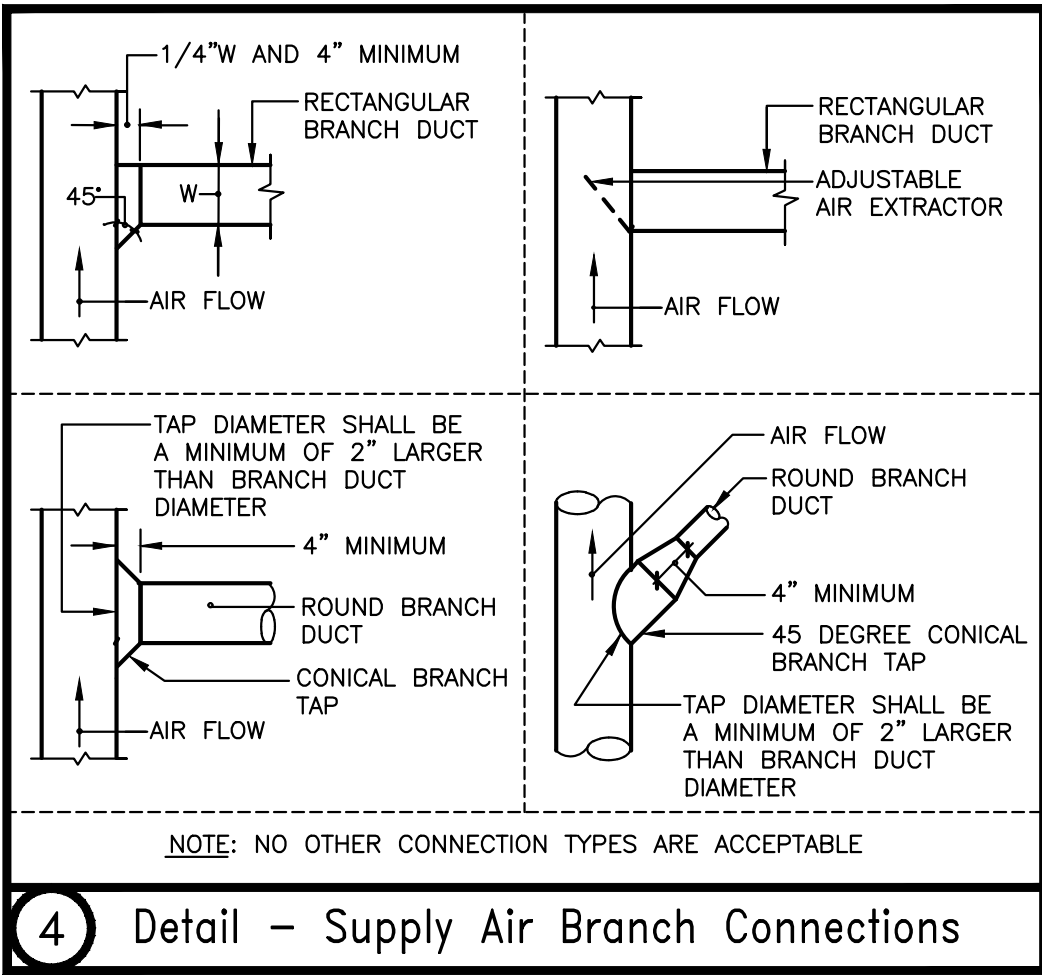 1/4"W AND 4" MINIMUM
RECTANGULAR
BRANCH DUCT
45°
W
AIR FLOW
RECTANGULAR
BRANCH DUCT
ADJUSTABLE
AIR EXTRACTOR
AIR FLOW
TAP DIAMETER SHALL BE
A MINIMUM OF 2" LARGER
THAN BRANCH DUCT
DIAMETER
4" MINIMUM
ROUND BRANCH
DUCT
CONICAL BRANCH
TAP
AIR FLOW
AIR FLOW
ROUND BRANCH
DUCT
4" MINIMUM
45 DEGREE CONICAL
BRANCH TAP
TAP DIAMETER SHALL BE
A MINIMUM OF 2" LARGER
THAN BRANCH DUCT
DIAMETER
NOTE: NO OTHER CONNECTION TYPES ARE ACCEPTABLE
4 Detail - Supply Air Branch Connections